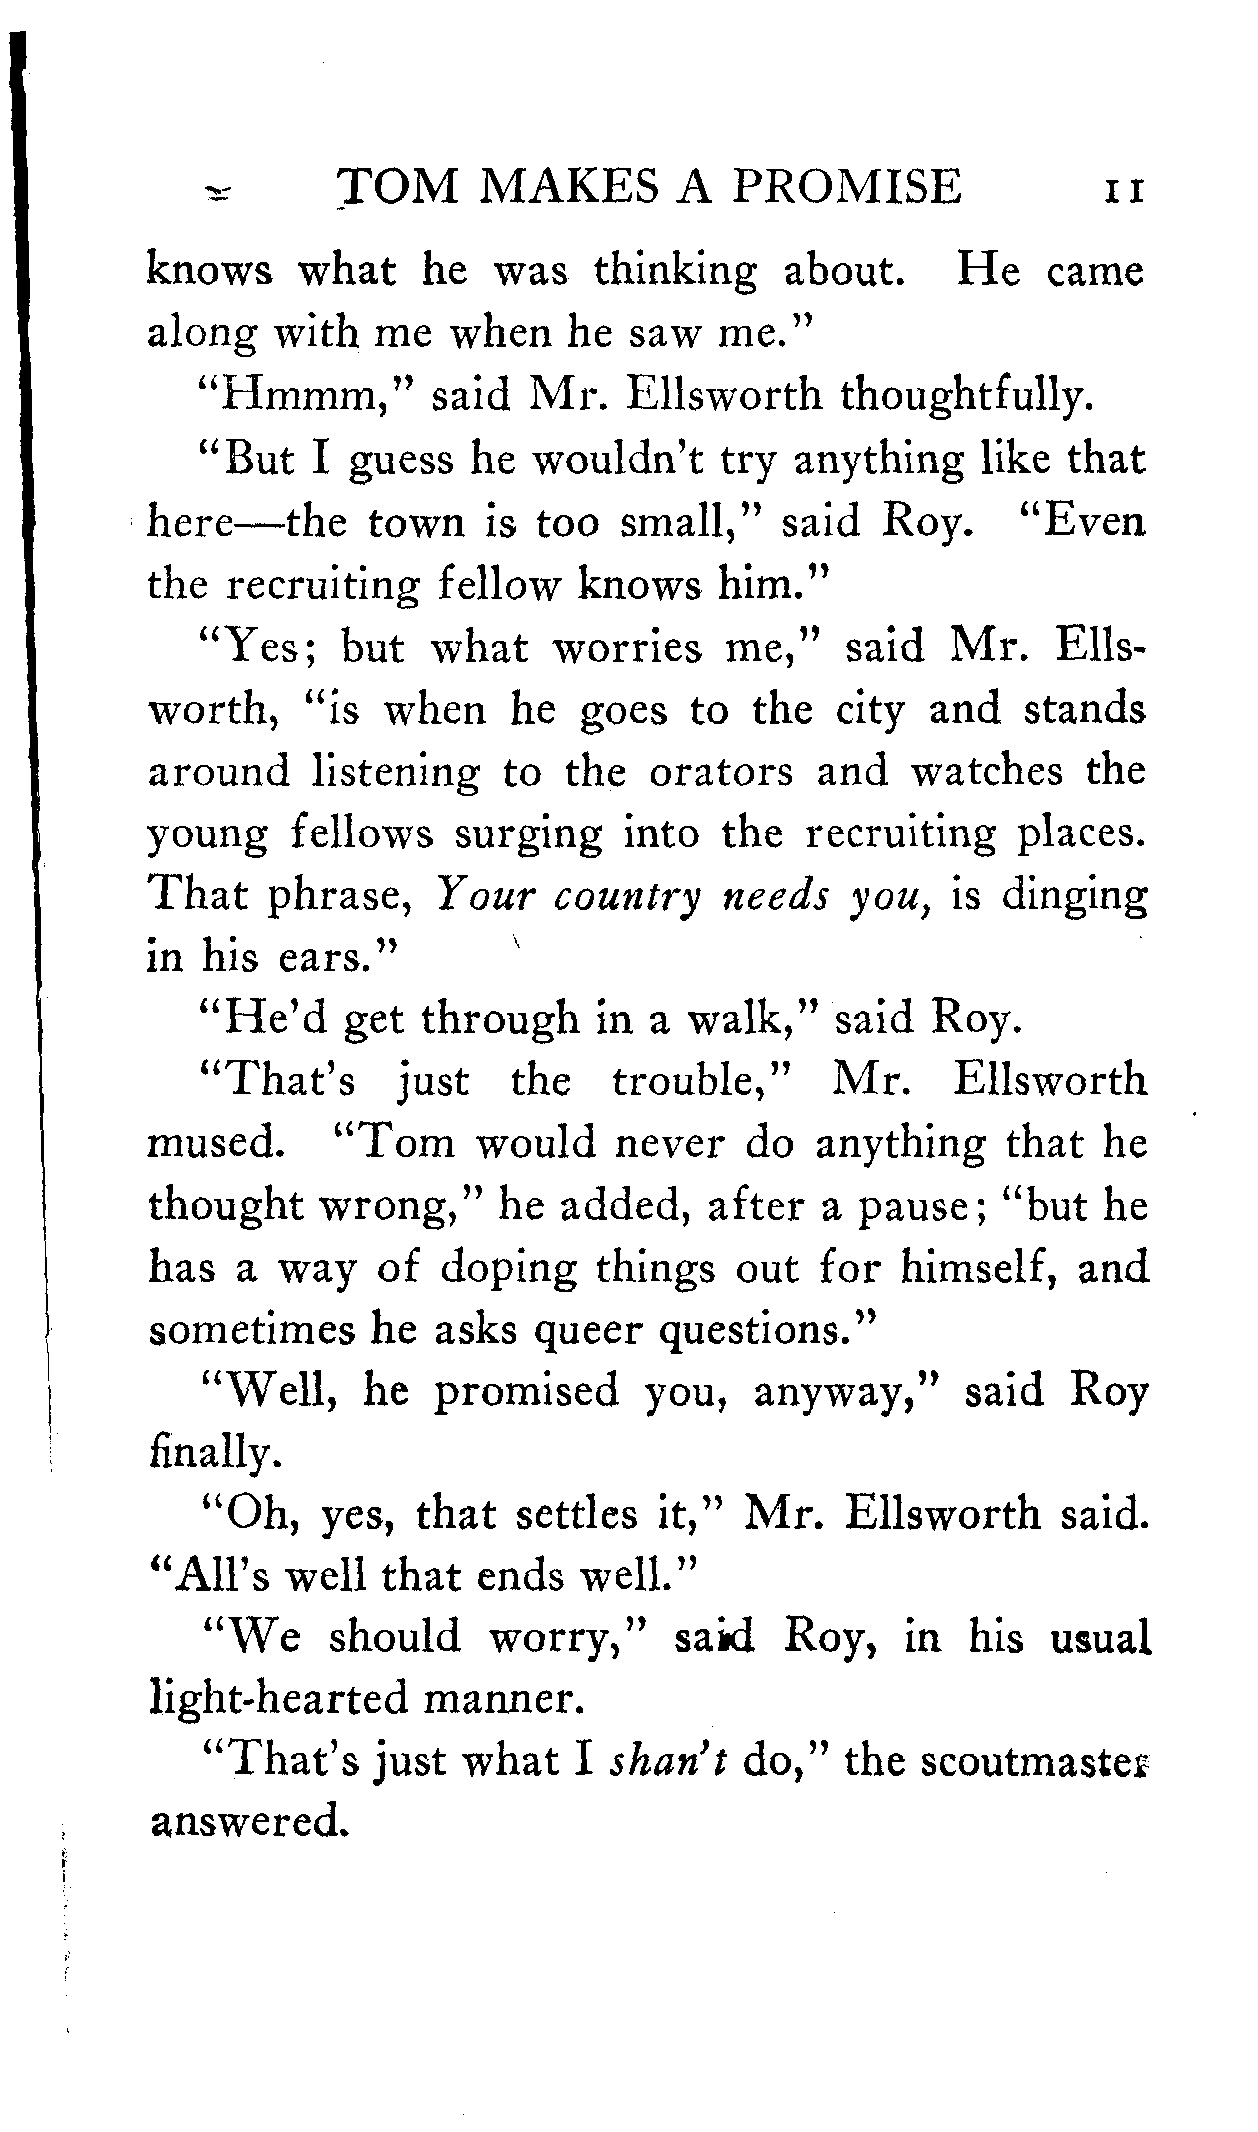 TOM MAKES A PROMISE 11
knows what he was thinking about. He came
along with me when he saw me."
"Hmmm," said Mr. Ellsworth thoughtfully.
"But I guess he wouldn't try anything like that
here—the town is too small," said Roy. "Even
the recruiting fellow knows him."
"Yes; but what worries me," said Mr. Ells-
worth, "is when he goes to the city and stands
around listening to the orators and watches the
young fellows surging into the recruiting places.
That phrase, Your country needs you, is dinging
in his ears."
"He'd get through in a walk," said Roy.
"That's just the trouble," Mr. Ellsworth
mused. "Tom would never do anything that he
thought wrong," he added, after a pause; "but he
has a way of doping things out for himself, and
sometimes he asks queer questions."
"Well, he promised you, anyway," said Roy
finally.
"Oh, yes, that settles it," Mr. Ellsworth said.
"All's well that ends well."
"We should worry," said Roy, in his usual
light-hearted manner.
"That's just what I shan't do," the scoutmaster
answered.